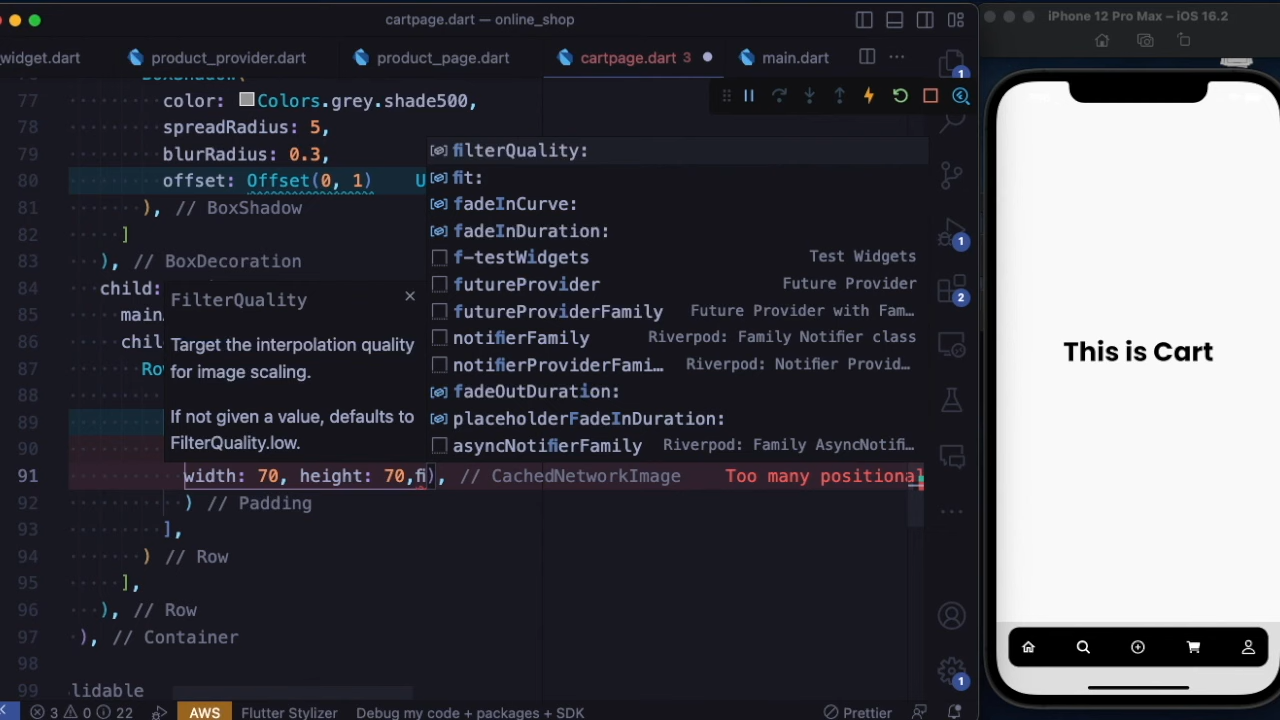 cartpage.dart — online_shop
iPhone 12 Pro Max – iOS 16.2
widget.dart
product_provider.dart
product_page.dart
cartpage.dart 3
main.dart
77 color: Colors.grey.shade500,
78 spreadRadius: 5,
79 blurRadius: 0.3,
80 offset: Offset(0, 1) U
81 ), // BoxShadow
82 ]
83 ), // BoxDecoration
84 child:
85 main
86 chil
87 Ro
88
89
90
91 width: 70, height: 70,fi), // CachedNetworkImage Too many positional
92 ) // Padding
93 ],
94 ) // Row
95 ],
96 ), // Row
97 ), // Container
98
99 lidable
filterQuality:
fit:
fadeInCurve:
fadeInDuration:
f-testWidgets Test Widgets
futureProvider Future Provider
futureProviderFamily Future Provider with Fam…
notifierFamily Riverpod: Family Notifier class
notifierProviderFami… Riverpod: Notifier Provid…
fadeOutDuration:
placeholderFadeInDuration:
asyncNotifierFamily Riverpod: Family AsyncNotifi…
FilterQuality ×
Target the interpolation quality
for image scaling.
If not given a value, defaults to
FilterQuality.low.
1
1
2
1
This is Cart
3 0 22 AWS Flutter Stylizer Debug my code + packages + SDK Prettier